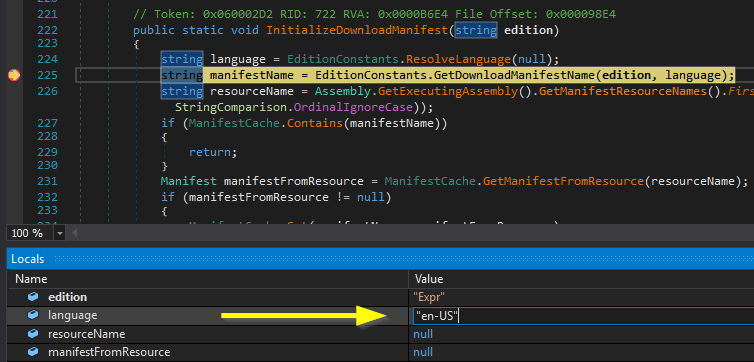 220
221 // Token: 0x060002D2 RID: 722 RVA: 0x0000B6E4 File Offset: 0x000098E4
222 public static void InitializeDownloadManifest(string edition)
223 {
224 string language = EditionConstants.ResolveLanguage(null);
225 string manifestName = EditionConstants.GetDownloadManifestName(edition, language);
226 string resourceName = Assembly.GetExecutingAssembly().GetManifestResourceNames().Firs
StringComparison.OrdinalIgnoreCase));
227 if (ManifestCache.Contains(manifestName))
228 {
229 return;
230 }
231 Manifest manifestFromResource = ManifestCache.GetManifestFromResource(resourceName);
232 if (manifestFromResource != null)
233 {
100 %
Locals
Name Value
edition "Expr"
language "en-US"
resourceName null
manifestFromResource null